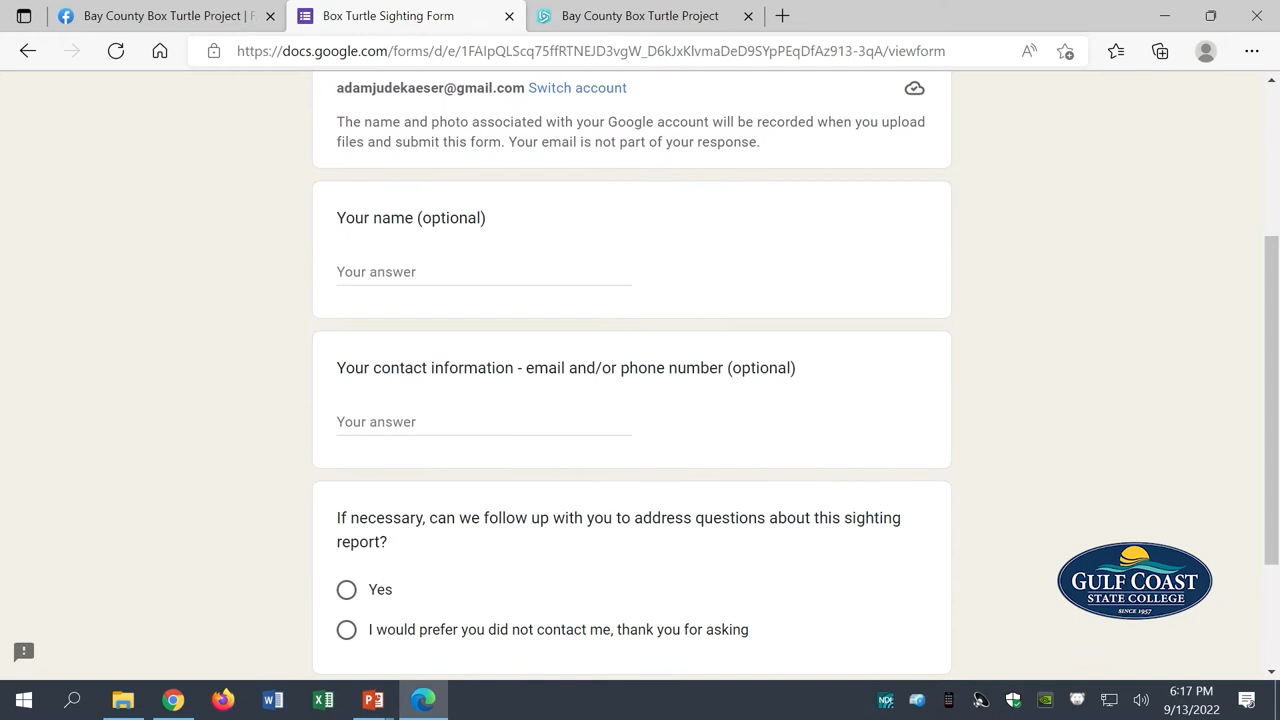 Bay County Box Turtle Project | F
Box Turtle Sighting Form
Bay County Box Turtle Project
https://docs.google.com/forms/d/e/1FAIpQLScq75ffRTNEJD3vgW_D6kJxKlvmaDeD9SYpPEqDfAz913-3qA/viewform
adamjudekaeser@gmail.com Switch account
The name and photo associated with your Google account will be recorded when you upload
files and submit this form. Your email is not part of your response.
Your name (optional)
Your answer
Your contact information - email and/or phone number (optional)
Your answer
If necessary, can we follow up with you to address questions about this sighting
report?
Yes
I would prefer you did not contact me, thank you for asking
GULF COAST
STATE COLLEGE
SINCE 1957
6:17 PM
9/13/2022